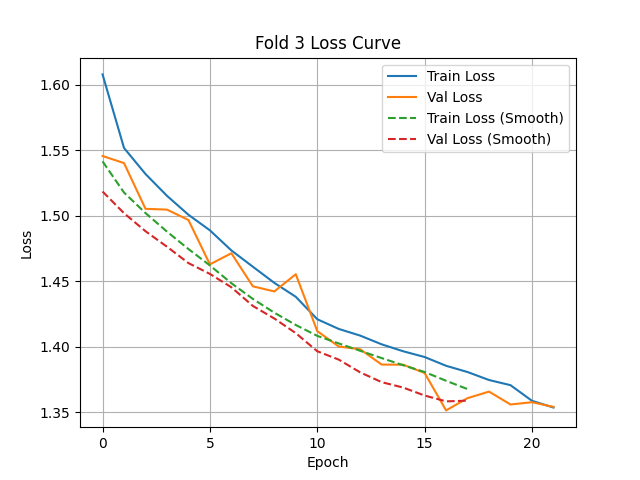 Fold 3 Loss Curve
Train Loss
Val Loss
Train Loss (Smooth)
Val Loss (Smooth)
Loss
1.60
1.55
1.50
1.45
1.40
1.35
0 5 10 15 20
Epoch